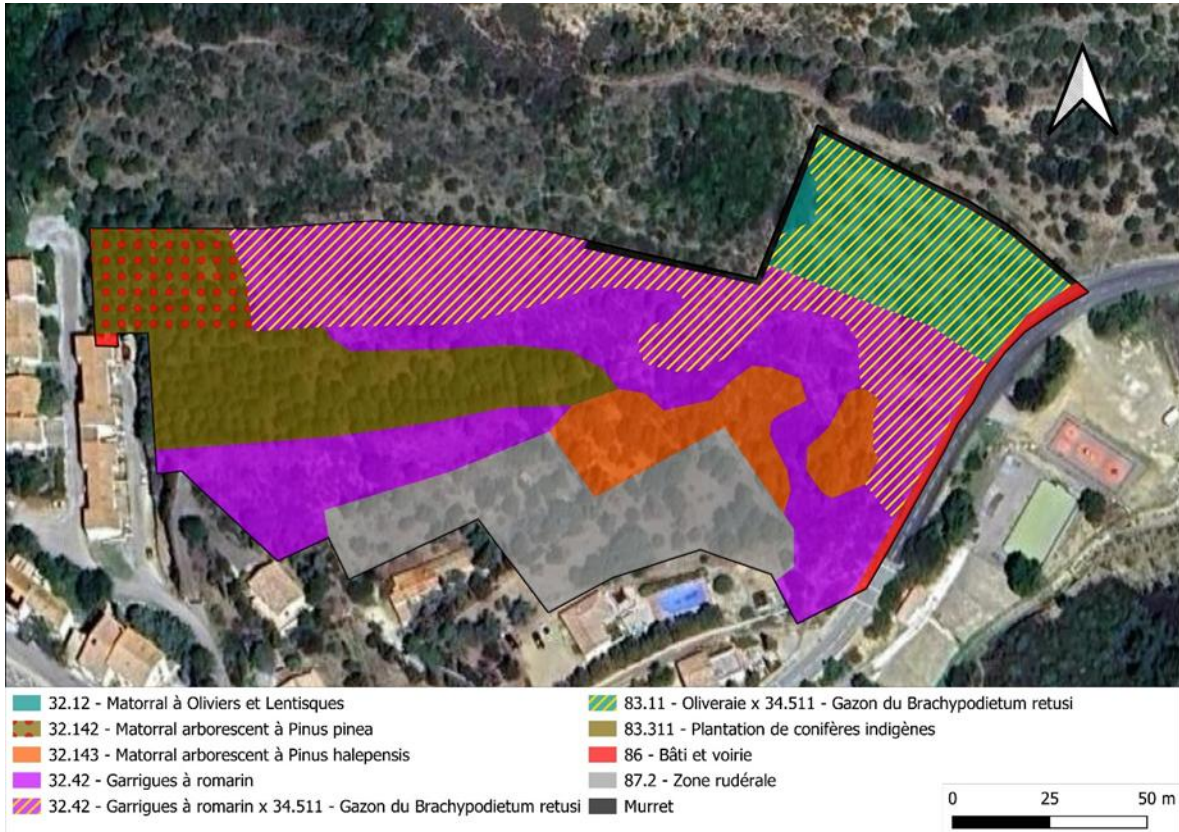 32.12 - Matorral à Oliviers et Lentisques
32.142 - Matorral arborescent à Pinus pinea
32.143 - Matorral arborescent à Pinus halepensis
32.42 - Garrigues à romarin
32.42 - Garrigues à romarin x 34.511 - Gazon du Brachypodietum retusi
83.11 - Oliveraie x 34.511 - Gazon du Brachypodietum retusi
83.311 - Plantation de conifères indigènes
86 - Bâti et voirie
87.2 - Zone rudérale
Murret
0 25 50 m